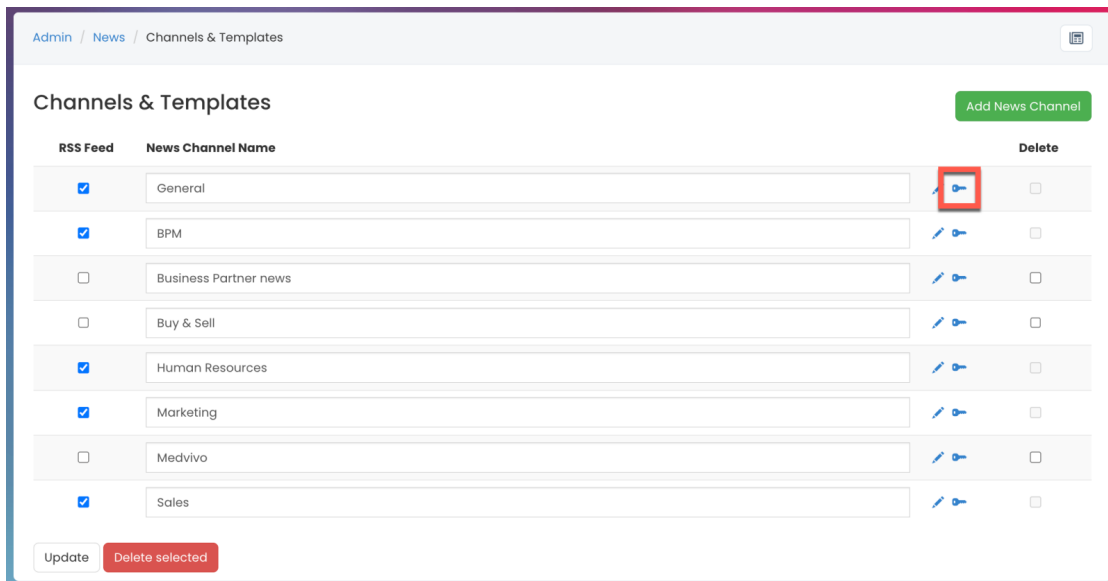 Admin / News / Channels & Templates
Channels & Templates
Add News Channel
RSS Feed News Channel Name Delete
General
BPM
Business Partner news
Buy & Sell
Human Resources
Marketing
Medvivo
Sales
Update Delete selected